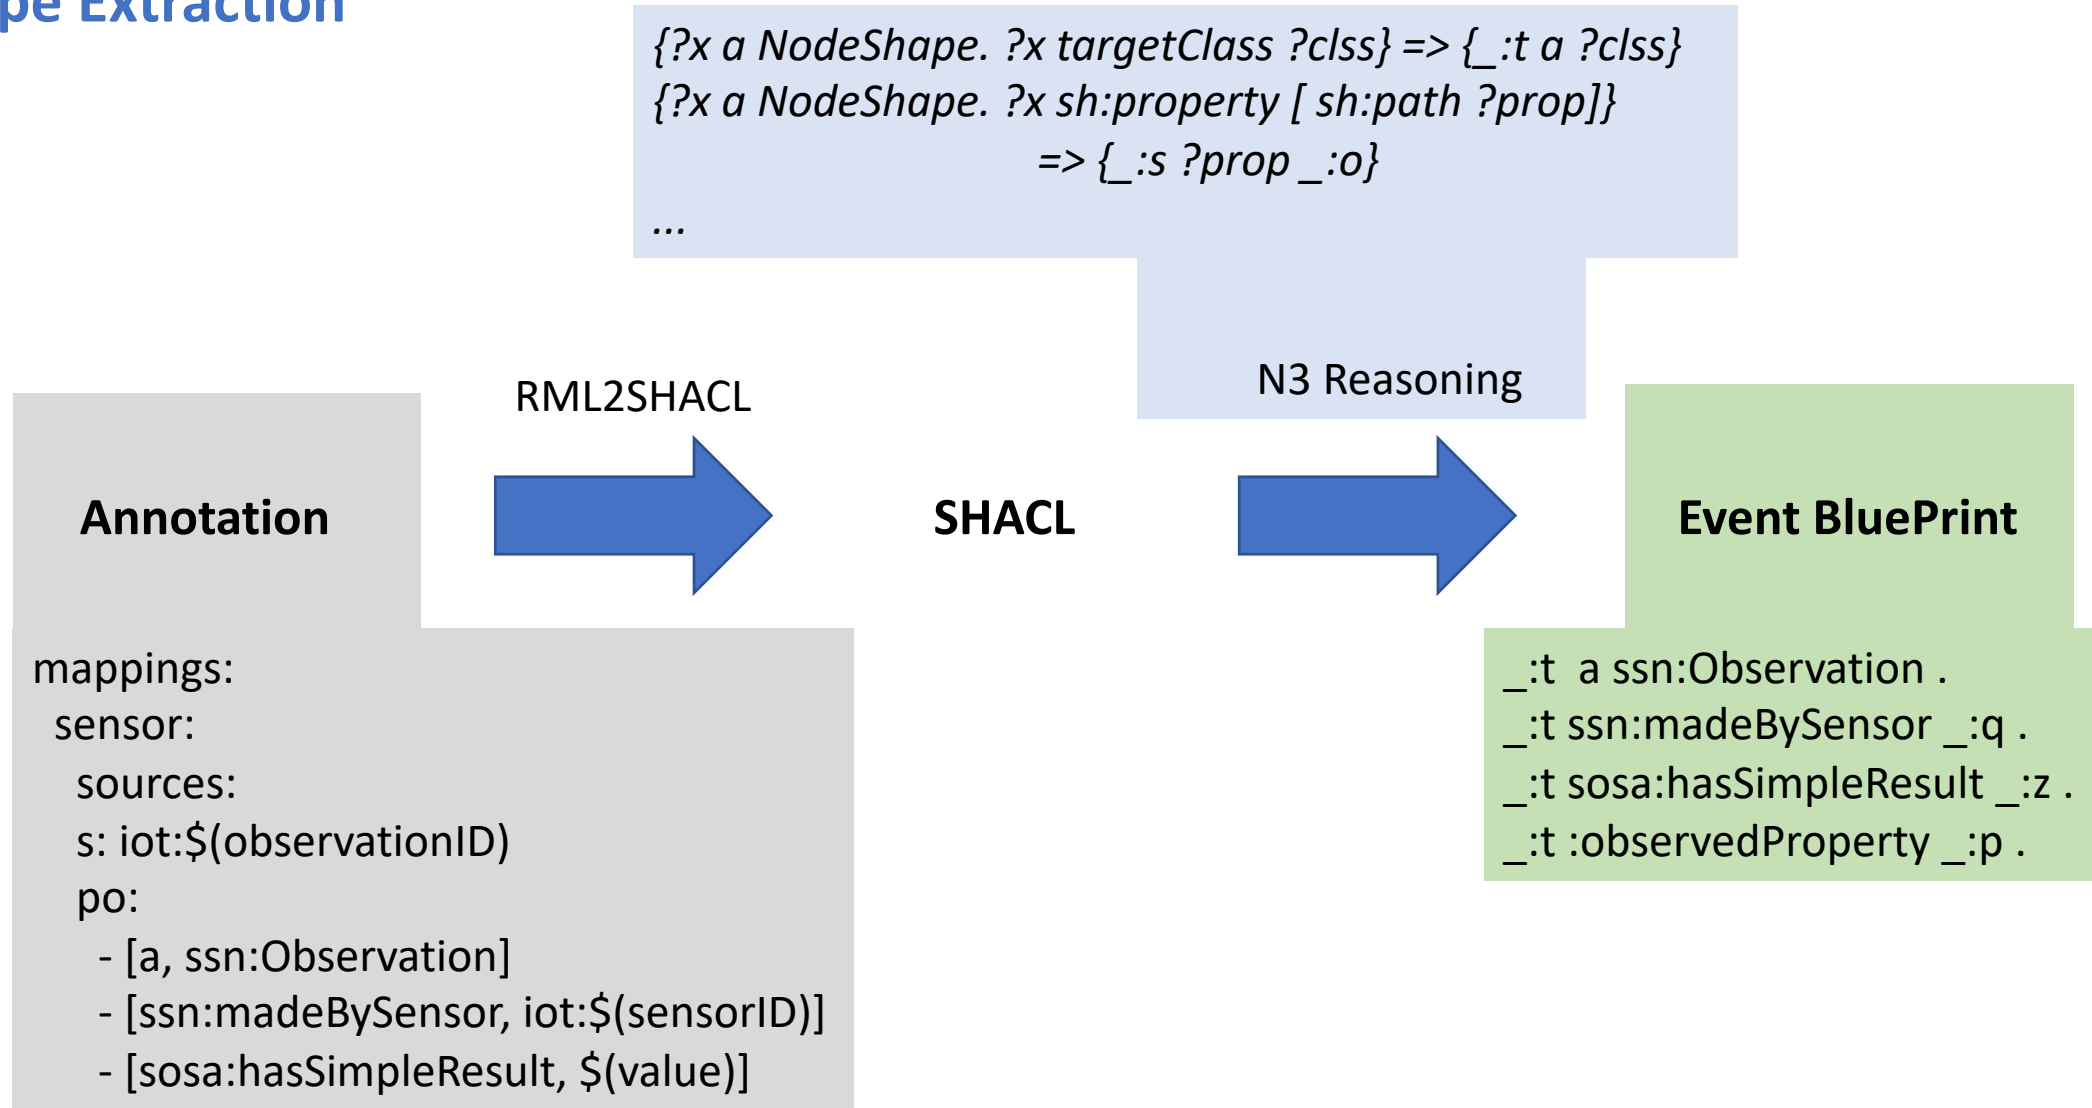 Extraction
{?x a NodeShape. ?x targetClass ?clss} => {_:t a ?clss}
{?x a NodeShape. ?x sh:property [ sh:path ?prop]}
=> {_:s ?prop _:o}
...
RML2SHACL
N3 Reasoning
Annotation
SHACL
Event BluePrint
mappings:
sensor:
sources:
s: iot:$(observationID)
po:
- [a, ssn:Observation]
- [ssn:madeBySensor, iot:$(sensorID)]
- [sosa:hasSimpleResult, $(value)]
_:t a ssn:Observation .
_:t ssn:madeBySensor _:q .
_:t sosa:hasSimpleResult _:z .
_:t :observedProperty _:p .